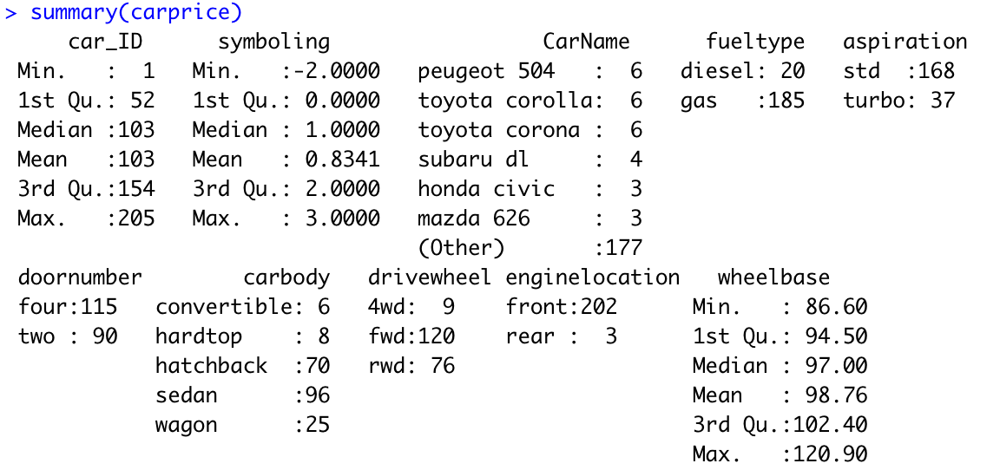 > summary(carprice)
     car_ID      symboling                CarName      fueltype   aspiration
 Min.   :  1   Min.   :-2.0000   peugeot 504   :  6   diesel: 20   std  :168
 1st Qu.: 52   1st Qu.: 0.0000   toyota corolla:  6   gas   :185   turbo: 37
 Median :103   Median : 1.0000   toyota corona :  6
 Mean   :103   Mean   : 0.8341   subaru dl     :  4
 3rd Qu.:154   3rd Qu.: 2.0000   honda civic   :  3
 Max.   :205   Max.   : 3.0000   mazda 626     :  3
                                 (Other)       :177
 doornumber        carbody   drivewheel enginelocation   wheelbase
 four:115   convertible: 6   4wd:  9    front:202      Min.   : 86.60
 two : 90   hardtop    : 8   fwd:120    rear :  3      1st Qu.: 94.50
            hatchback  :70   rwd: 76                   Median : 97.00
            sedan      :96                             Mean   : 98.76
            wagon      :25                             3rd Qu.:102.40
                                                       Max.   :120.90